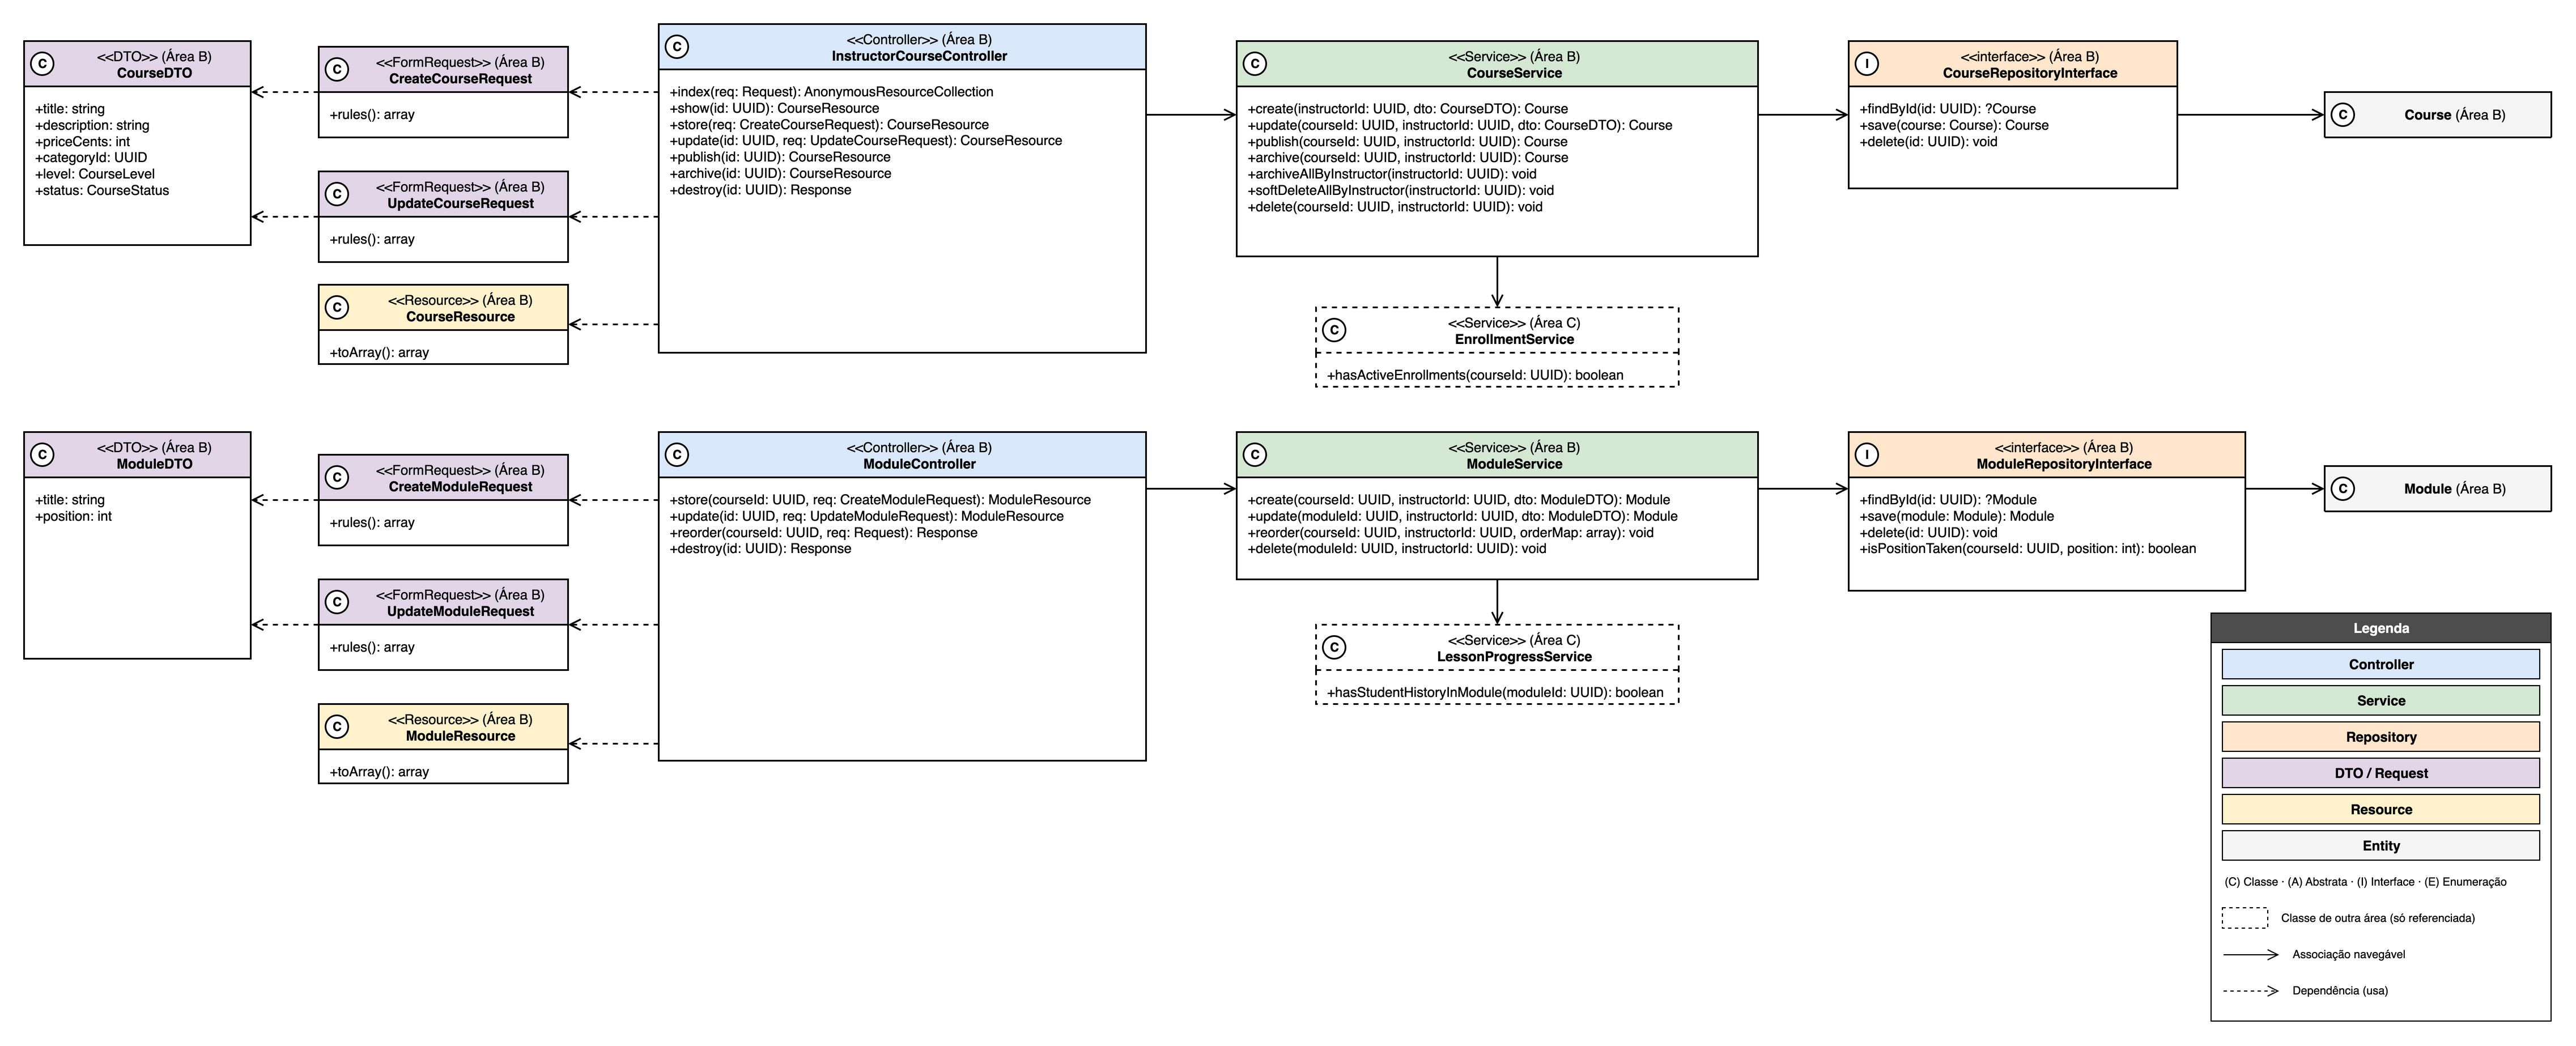 <<DTO>> (Área B)
CourseDTO
+title: string
+description: string
+priceCents: int
+categoryId: UUID
+level: CourseLevel
+status: CourseStatus
C
<<FormRequest>> (Área B)
CreateCourseRequest
+rules(): array
C
<<FormRequest>> (Área B)
UpdateCourseRequest
+rules(): array
C
<<Resource>> (Área B)
CourseResource
+toArray(): array
C
<<Controller>> (Área B)
InstructorCourseController
+index(req: Request): AnonymousResourceCollection
+show(id: UUID): CourseResource
+store(req: CreateCourseRequest): CourseResource
+update(id: UUID, req: UpdateCourseRequest): CourseResource
+publish(id: UUID): CourseResource
+archive(id: UUID): CourseResource
+destroy(id: UUID): Response
C
<<Service>> (Área B)
CourseService
+create(instructorId: UUID, dto: CourseDTO): Course
+update(courseId: UUID, instructorId: UUID, dto: CourseDTO): Course
+publish(courseId: UUID, instructorId: UUID): Course
+archive(courseId: UUID, instructorId: UUID): Course
+archiveAllByInstructor(instructorId: UUID): void
+softDeleteAllByInstructor(instructorId: UUID): void
+delete(courseId: UUID, instructorId: UUID): void
C
<<Service>> (Área C)
EnrollmentService
+hasActiveEnrollments(courseId: UUID): boolean
C
<<interface>> (Área B)
CourseRepositoryInterface
+findById(id: UUID): ?Course
+save(course: Course): Course
+delete(id: UUID): void
I
Course (Área B)
C
<<DTO>> (Área B)
ModuleDTO
+title: string
+position: int
C
<<FormRequest>> (Área B)
CreateModuleRequest
+rules(): array
C
<<FormRequest>> (Área B)
UpdateModuleRequest
+rules(): array
C
<<Resource>> (Área B)
ModuleResource
+toArray(): array
C
<<Controller>> (Área B)
ModuleController
+store(courseId: UUID, req: CreateModuleRequest): ModuleResource
+update(id: UUID, req: UpdateModuleRequest): ModuleResource
+reorder(courseId: UUID, req: Request): Response
+destroy(id: UUID): Response
C
<<Service>> (Área B)
ModuleService
+create(courseId: UUID, instructorId: UUID, dto: ModuleDTO): Module
+update(moduleId: UUID, instructorId: UUID, dto: ModuleDTO): Module
+reorder(courseId: UUID, instructorId: UUID, orderMap: array): void
+delete(moduleId: UUID, instructorId: UUID): void
C
<<Service>> (Área C)
LessonProgressService
+hasStudentHistoryInModule(moduleId: UUID): boolean
C
<<interface>> (Área B)
ModuleRepositoryInterface
+findById(id: UUID): ?Module
+save(module: Module): Module
+delete(id: UUID): void
+isPositionTaken(courseId: UUID, position: int): boolean
I
Module (Área B)
C
Legenda
Controller
Service
Repository
DTO / Request
Resource
Entity
(C) Classe · (A) Abstrata · (I) Interface · (E) Enumeração
Classe de outra área (só referenciada)
Associação navegável
Dependência (usa)